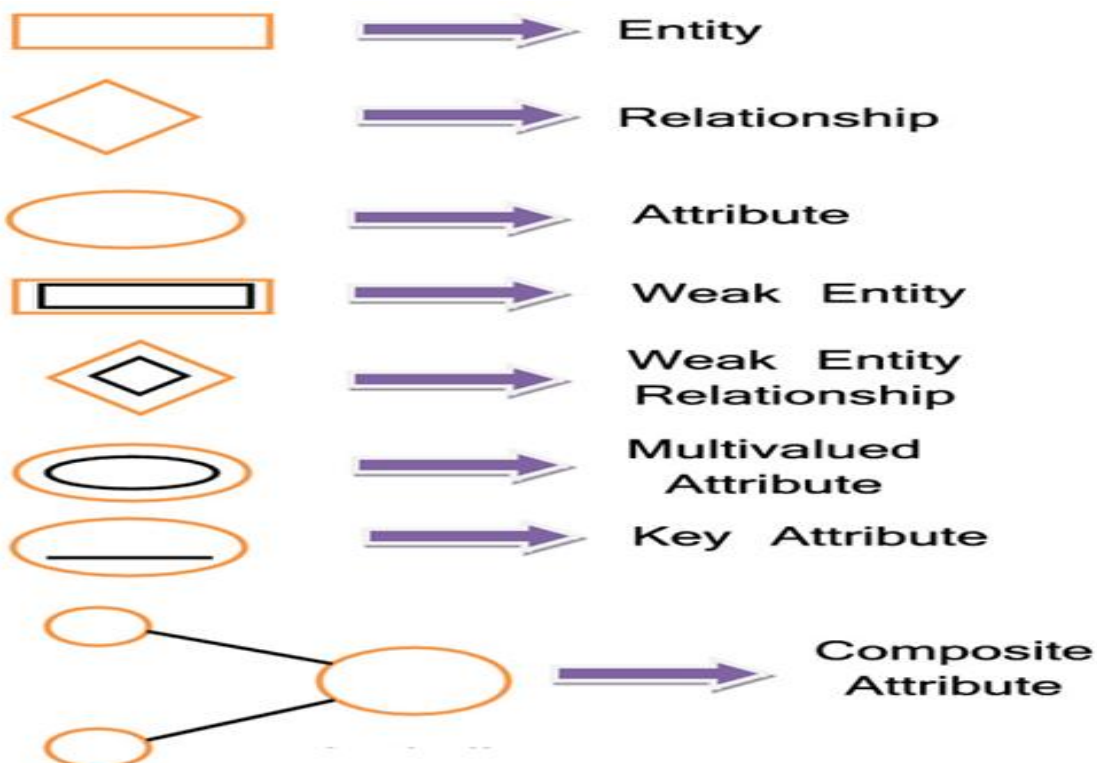 Entity
Relationship
Attribute
Weak Entity
Weak Entity
Relationship
Multivalued
Attribute
Key Attribute
Composite
Attribute